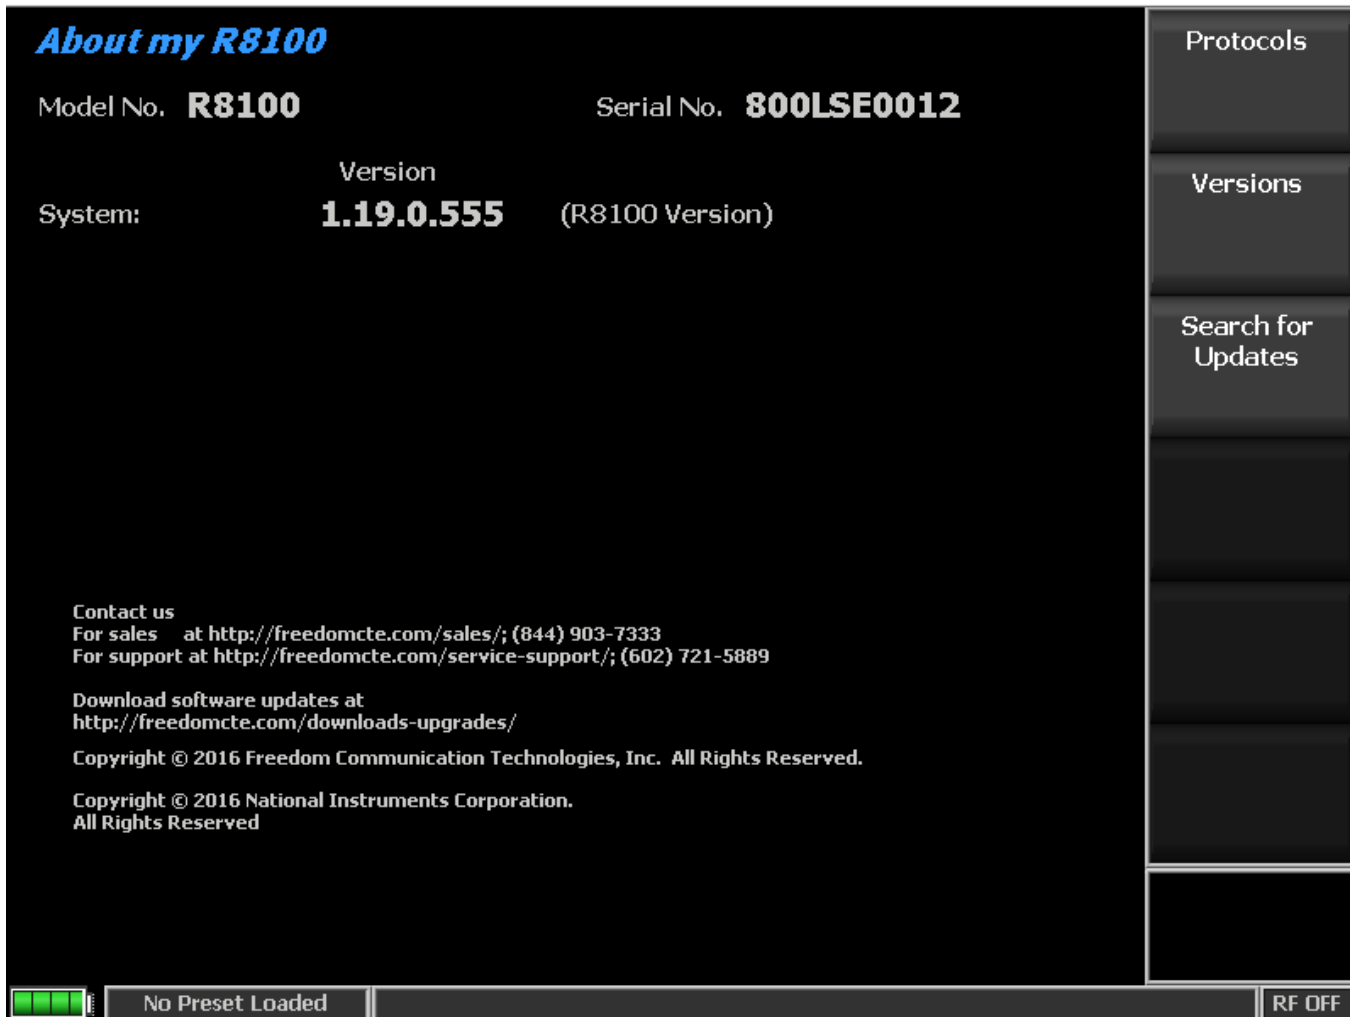 About my R8100
Model No. R8100 Serial No. 800LSE0012
Version
System: 1.19.0.555 (R8100 Version)
Contact us
For sales at http://freedomcte.com/sales/; (844) 903-7333
For support at http://freedomcte.com/service-support/; (602) 721-5889
Download software updates at
http://freedomcte.com/downloads-upgrades/
Copyright © 2016 Freedom Communication Technologies, Inc. All Rights Reserved.
Copyright © 2016 National Instruments Corporation.
All Rights Reserved
Protocols
Versions
Search for
Updates
No Preset Loaded
RF OFF